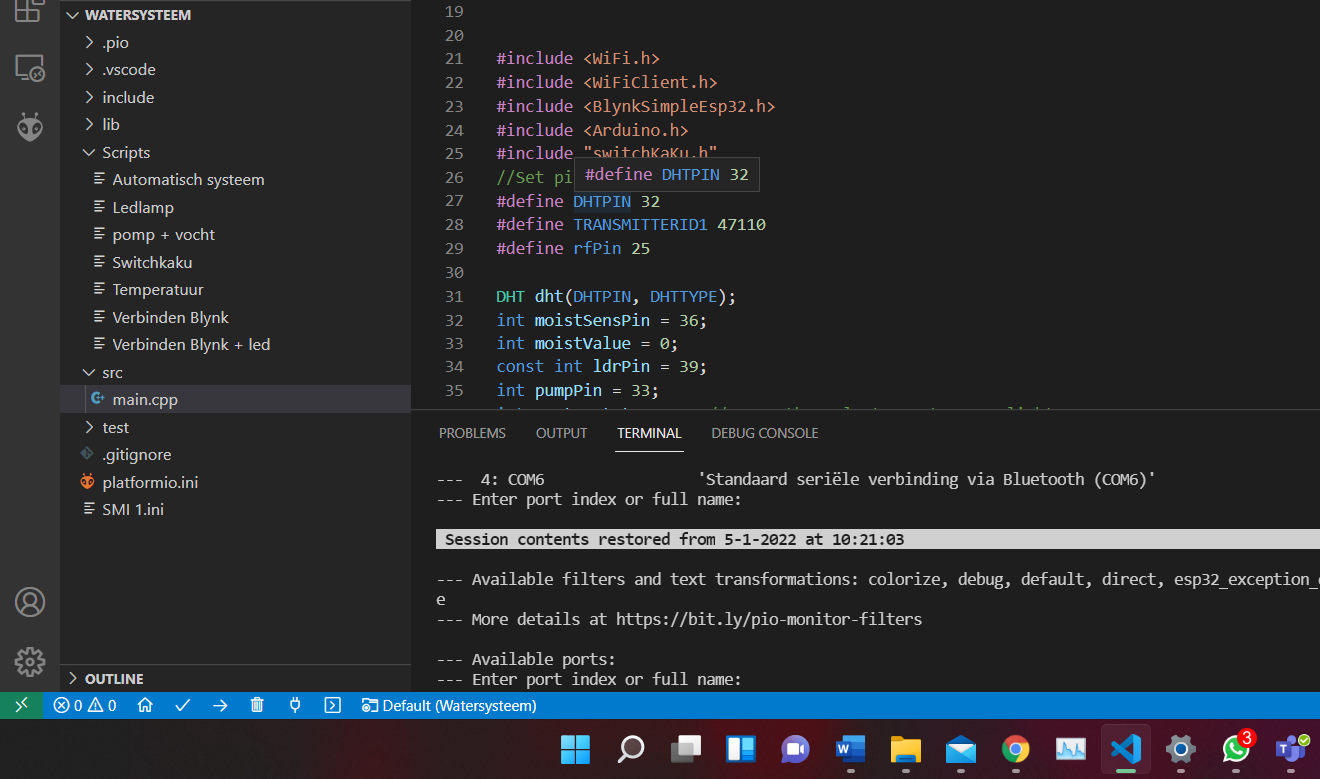 WATERSYSTEEM
.pio
.vscode
include
lib
Scripts
Automatisch systeem
Ledlamp
pomp + vocht
Switchkaku
Temperatuur
Verbinden Blynk
Verbinden Blynk + led
src
main.cpp
test
.gitignore
platformio.ini
SMI 1.ini
OUTLINE
19
20
21 #include <WiFi.h>
22 #include <WiFiClient.h>
23 #include <BlynkSimpleEsp32.h>
24 #include <Arduino.h>
25 #include "switchKaKu.h"
26 //Set pi
#define DHTPIN 32
27 #define DHTPIN 32
28 #define TRANSMITTERID1 47110
29 #define rfPin 25
30
31 DHT dht(DHTPIN, DHTTYPE);
32 int moistSensPin = 36;
33 int moistValue = 0;
34 const int ldrPin = 39;
35 int pumpPin = 33;
PROBLEMS OUTPUT TERMINAL DEBUG CONSOLE
---  4: COM6 'Standaard seriële verbinding via Bluetooth (COM6)'
--- Enter port index or full name:
Session contents restored from 5-1-2022 at 10:21:03
--- Available filters and text transformations: colorize, debug, default, direct, esp32_exception_
e
--- More details at https://bit.ly/pio-monitor-filters
--- Available ports:
--- Enter port index or full name:
0 0 Default (Watersysteem)
3